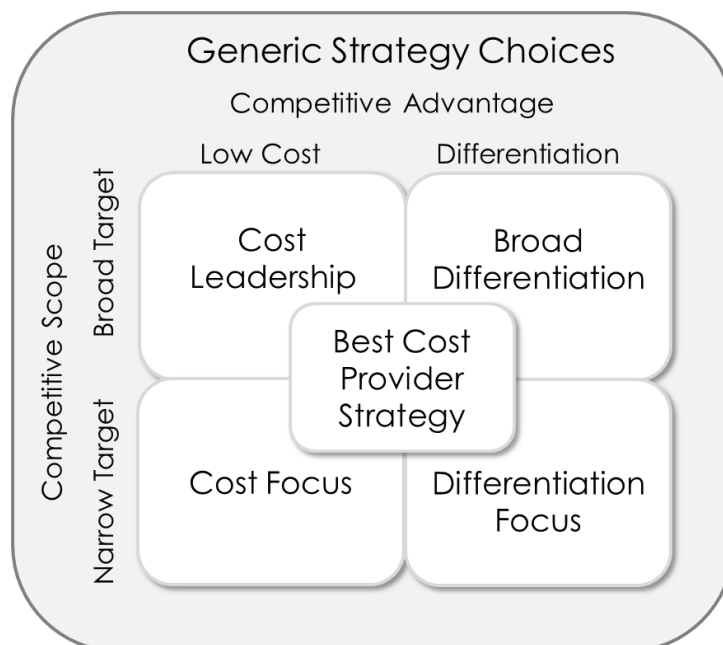 Generic Strategy Choices
Competitive Advantage
Low Cost
Differentiation
Competitive Scope
Broad Target
Narrow Target
Cost
Leadership
Broad
Differentiation
Best Cost
Provider
Strategy
Cost Focus
Differentiation
Focus